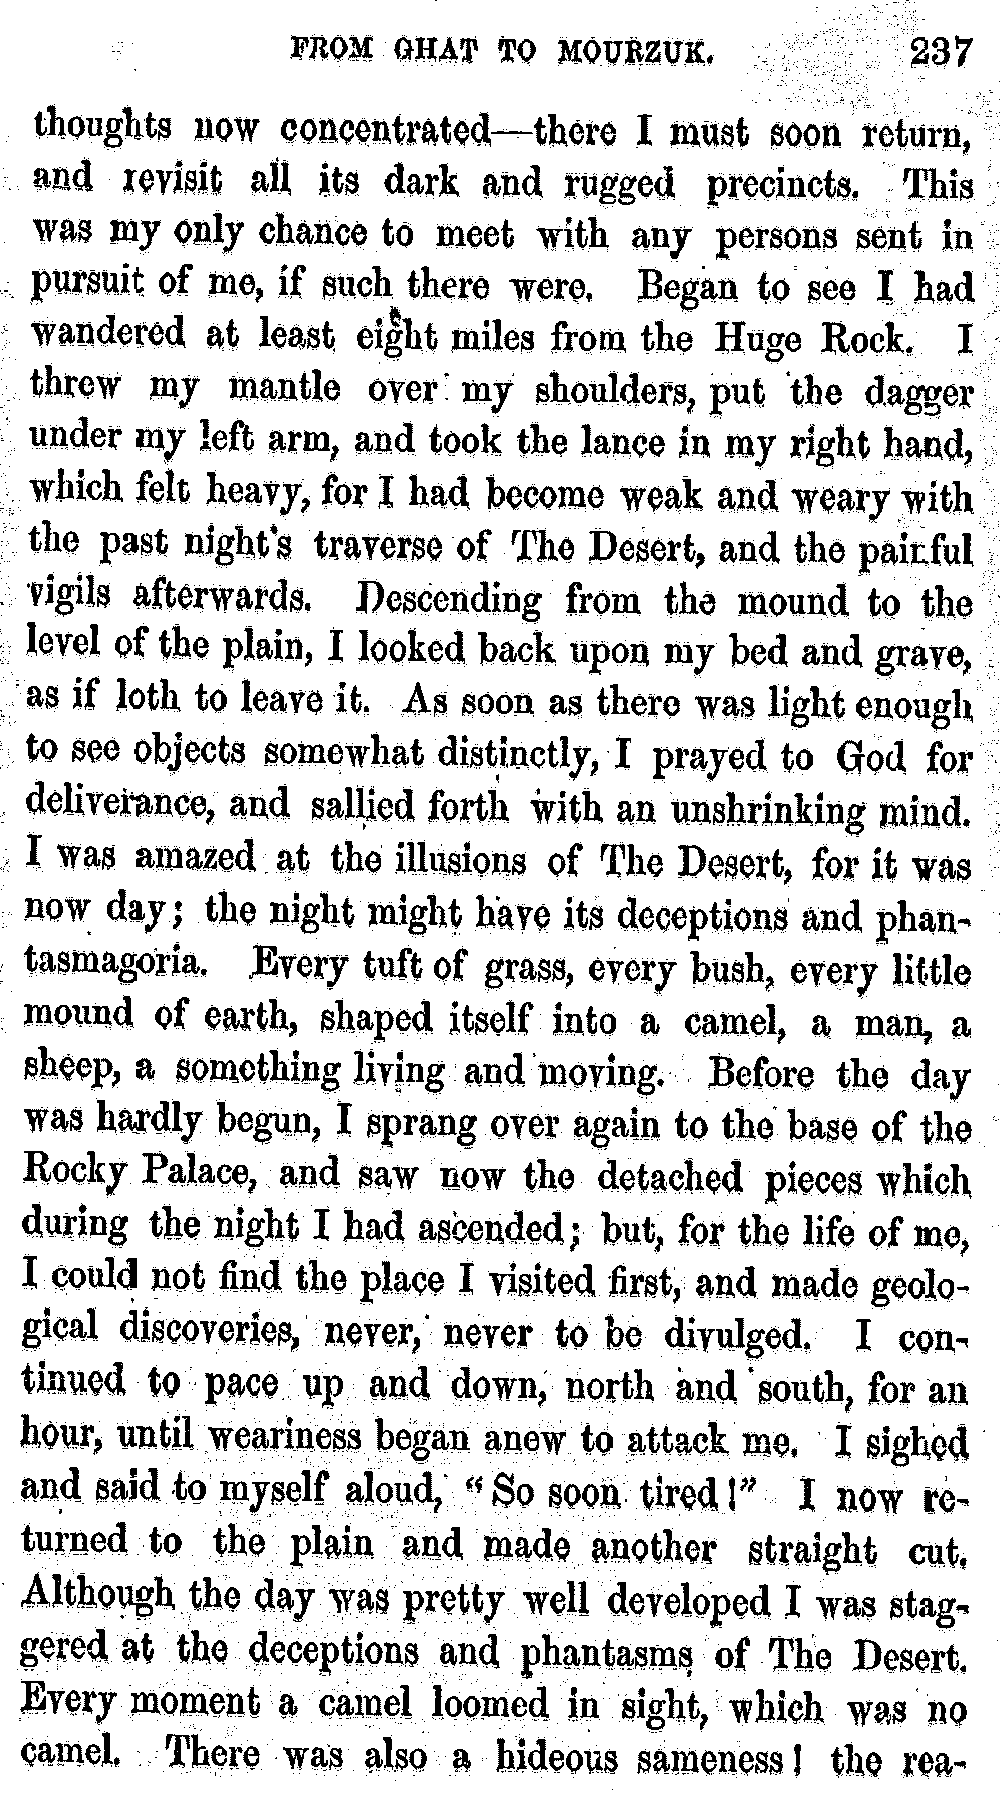 FROM GHAT TO MOURZUK. 237
thoughts now concentrated—there I must soon return,
and revisit all its dark and rugged precincts. This
was my only chance to meet with any persons sent in
pursuit of me, if such there were. Began to see I had
wandered at least eight miles from the Huge Rock. I
threw my mantle over my shoulders, put the dagger
under my left arm, and took the lance in my right hand,
which felt heavy, for I had become weak and weary with
the past night's traverse of The Desert, and the painful
vigils afterwards. Descending from the mound to the
level of the plain, I looked back upon my bed and grave,
as if loth to leave it. As soon as there was light enough
to see objects somewhat distinctly, I prayed to God for
deliverance, and sallied forth with an unshrinking mind.
I was amazed at the illusions of The Desert, for it was
now day; the night might have its deceptions and phan-
tasmagoria. Every tuft of grass, every bush, every little
mound of earth, shaped itself into a camel, a man, a
sheep, a something living and moving. Before the day
was hardly begun, I sprang over again to the base of the
Rocky Palace, and saw now the detached pieces which
during the night I had ascended; but, for the life of me,
I could not find the place I visited first, and made geolo-
gical discoveries, never, never to be divulged. I con-
tinued to pace up and down, north and south, for an
hour, until weariness began anew to attack me. I sighed
and said to myself aloud, "So soon tired!" I now re-
turned to the plain and made another straight cut.
Although the day was pretty well developed I was stag-
gered at the deceptions and phantasms of The Desert.
Every moment a camel loomed in sight, which was no
camel. There was also a hideous sameness! the rea-